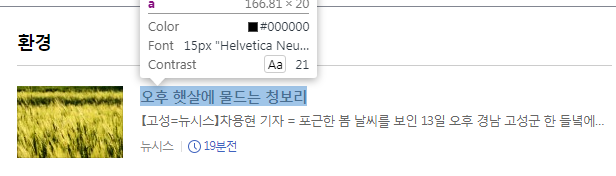 a 166.81 × 20
Color #000000
Font 15px "Helvetica Neu...
Contrast Aa 21
환경
오후 햇살에 물드는 청보리
【고성=뉴시스】차용현 기자 = 포근한 봄 날씨를 보인 13일 오후 경남 고성군 한 들녘에...
뉴시스 | 19분전